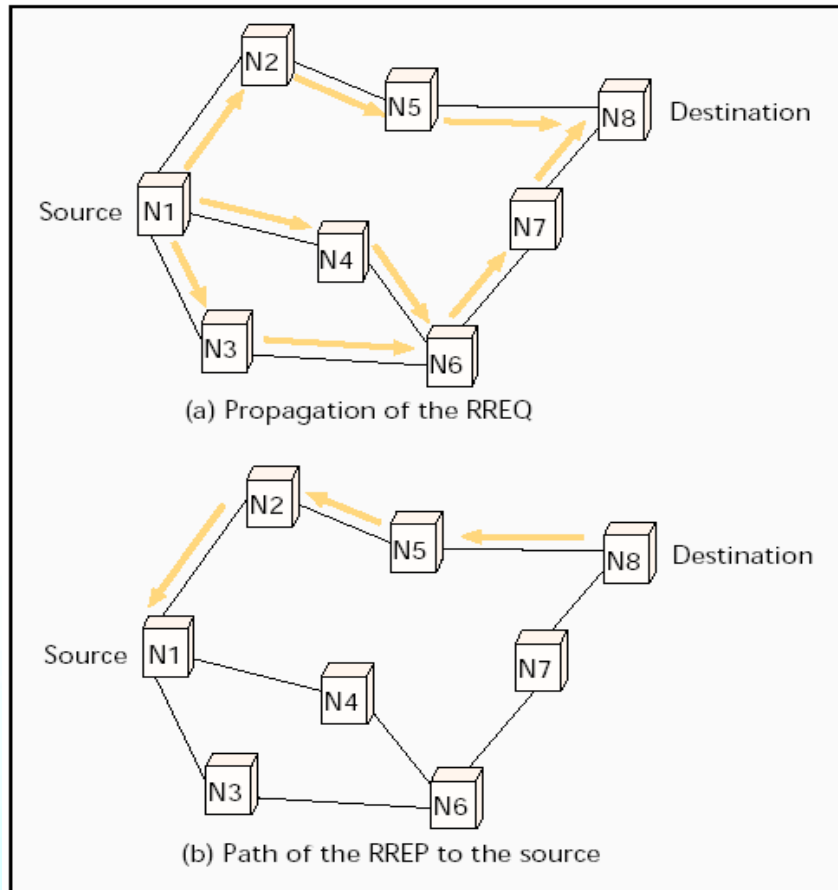 N2
N5
N8
Destination
Source
N1
N4
N7
N3
N6
(a) Propagation of the RREQ
N2
N5
N8
Destination
Source
N1
N7
N4
N3
N6
(b) Path of the RREP to the source